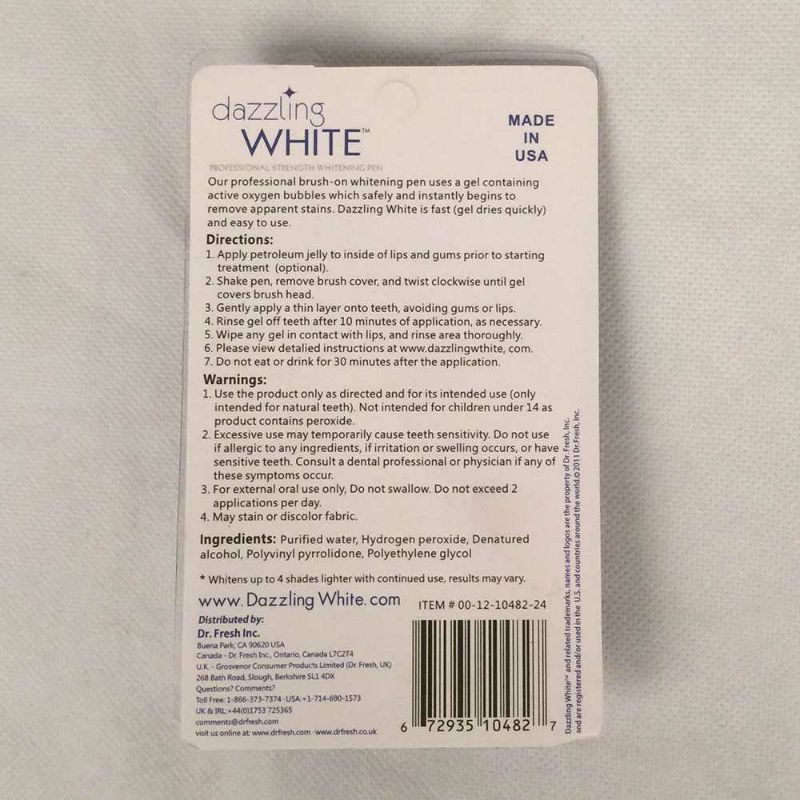 dazzling
WHITE™
PROFESSIONAL STRENGTH WHITENING PEN
MADE
IN
USA
Our professional brush-on whitening pen uses a gel containing
active oxygen bubbles which safely and instantly begins to
remove apparent stains. Dazzling White is fast (gel dries quickly)
and easy to use.
Directions:
1. Apply petroleum jelly to inside of lips and gums prior to starting
treatment (optional).
2. Shake pen, remove brush cover, and twist clockwise until gel
covers brush head.
3. Gently apply a thin layer onto teeth, avoiding gums or lips.
4. Rinse gel off teeth after 10 minutes of application, as necessary.
5. Wipe any gel in contact with lips, and rinse area thoroughly.
6. Please view detalied instructions at www.dazzlingwthite, com.
7. Do not eat or drink for 30 minutes after the application.
Warnings:
1. Use the product only as directed and for its intended use (only
intended for natural teeth). Not intended for children under 14 as
product contains peroxide.
2. Excessive use may temporarily cause teeth sensitivity. Do not use
if allergic to any ingredients, if irritation or swelling occurs, or have
sensitive teeth. Consult a dental professional or physician if any of
these symptoms occur.
3. For external oral use only, Do not swallow. Do not exceed 2
applications per day.
4. May stain or discolor fabric.
Ingredients: Purified water, Hydrogen peroxide, Denatured
alcohol, Polyvinyl pyrrolidone, Polyethylene glycol
* Whitens up to 4 shades lighter with continued use, results may vary.
www. Dazzling White. com
ITEM # 00-12-10482-24
Distributed by:
Dr. Fresh Inc.
Buena Park, CA 90620 USA
Canada - Dr. Fresh Inc., Ontario, Canada L7C2T4
U.K. - Grosvenor Consumer Products Limited (Dr. Fresh, UK)
268 Bath Road, Slough, Berkshire SL1 4DX
Questions? Comments?
Toll Free: 1-866-373-7374 · USA:+1-714-690-1573
UK & IRL:+44(0)1753 725365
comments@drfresh.com
visit us online at: www.drfresh.com · www.drfresh.co.uk
6 72935 10482 7
Dazzling White™ and related trademarks, names and logos are the property of Dr. Fresh, Inc.
and are registered and/or used in the U.S. and countries around the world.©2011 Dr.Fresh, Inc.